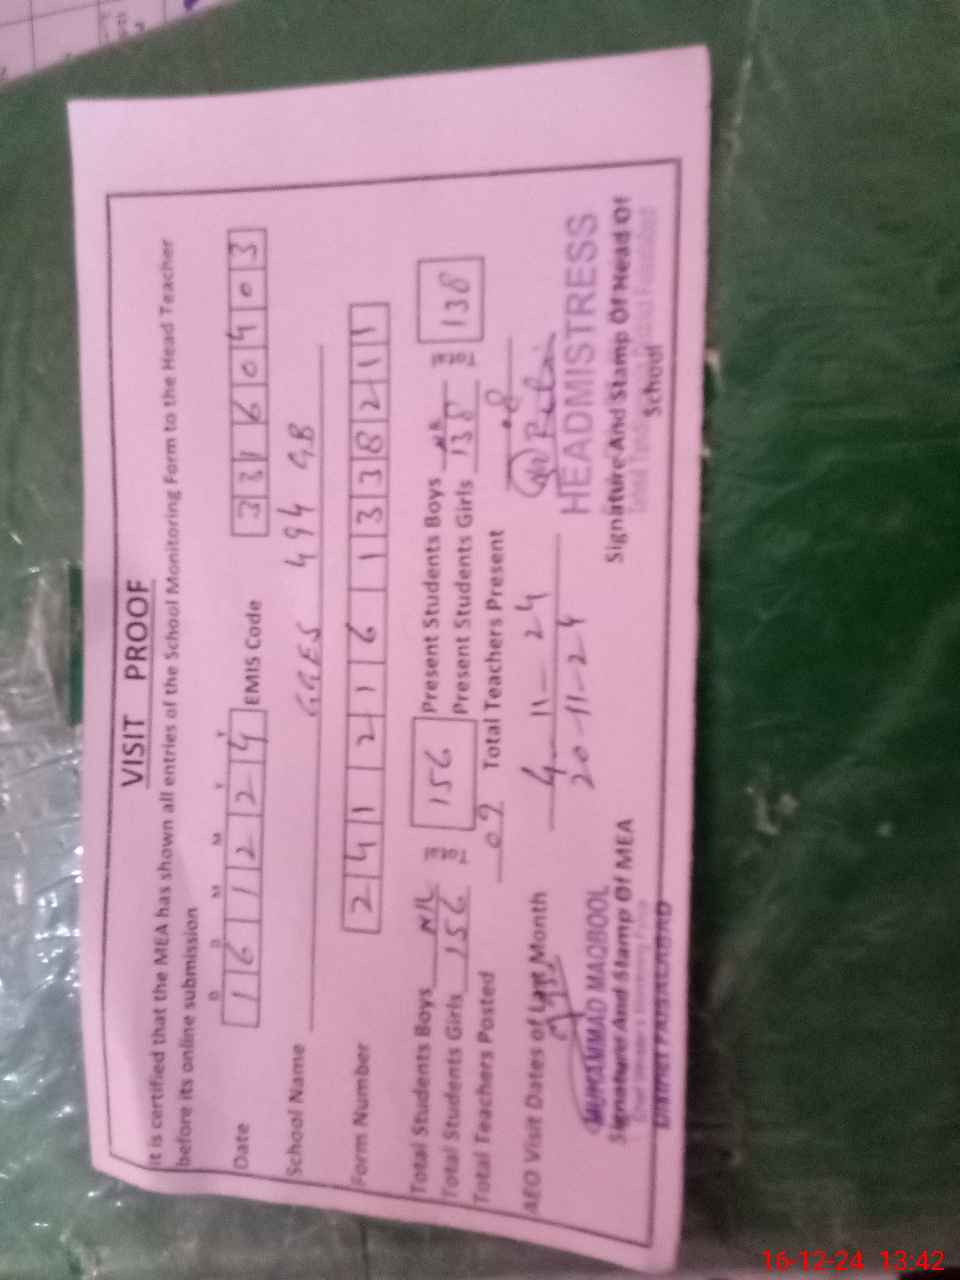 VISIT PROOF
It is certified that the MEA has shown all entries of the School Monitoring Form to the Head Teacher
before its online submission
D D M M Y Y
Date 1 6 1 2 2 4 EMIS Code 3 3 1 6 0 4 0 3
School Name GGES 494 GB
Form Number 2 4 1 2 1 6 1 3 3 8 2 1 1
Total Students Boys NIL Present Students Boys
Total Students Girls 156 Total 156 Present Students Girls 138 Total 138
Total Teachers Posted 09 Total Teachers Present 8
AEO Visit Dates of Last Month 4-11-24
20-11-24
MUHAMMAD MAQBOOL HEADMISTRESS
Signature And Stamp Of MEA Signature And Stamp Of Head Of
School
District FAISALABAD
16-12-24 13:42